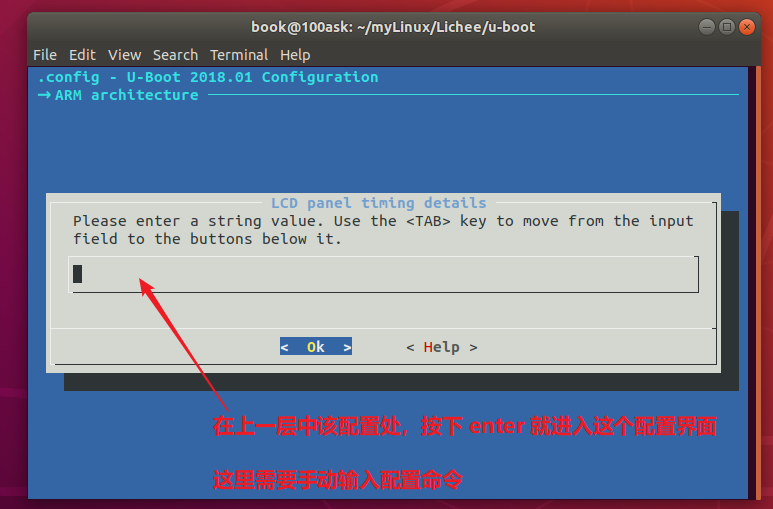 book@100ask: ~/myLinux/Lichee/u-boot
File Edit View Search Terminal Help
.config - U-Boot 2018.01 Configuration
→ ARM architecture
LCD panel timing details
Please enter a string value. Use the <TAB> key to move from the input
field to the buttons below it.
< Ok > < Help >
在上一层中该配置处，按下 enter 就进入这个配置界面
这里需要手动输入配置命令